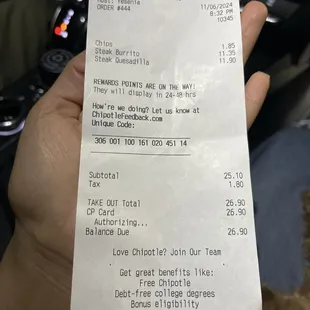 Host: Yemenia
ORDER #444
11/06/2024
8:32 PM
10345
Chips 1.85
Steak Burrito 11.35
Steak Quesadilla 11.90
REWARDS POINTS ARE ON THE WAY!
They will display in 24-48 hrs
How're we doing? Let us know at
ChipotleFeedback.com
Unique Code:
306 001 100 161 020 451 14
Subtotal 25.10
Tax 1.80
TAKE OUT Total 26.90
CP Card 26.90
Authorizing...
Balance Due 26.90
Love Chipotle? Join Our Team
Get great benefits like:
Free Chipotle
Debt-free college degrees
Bonus eligibility